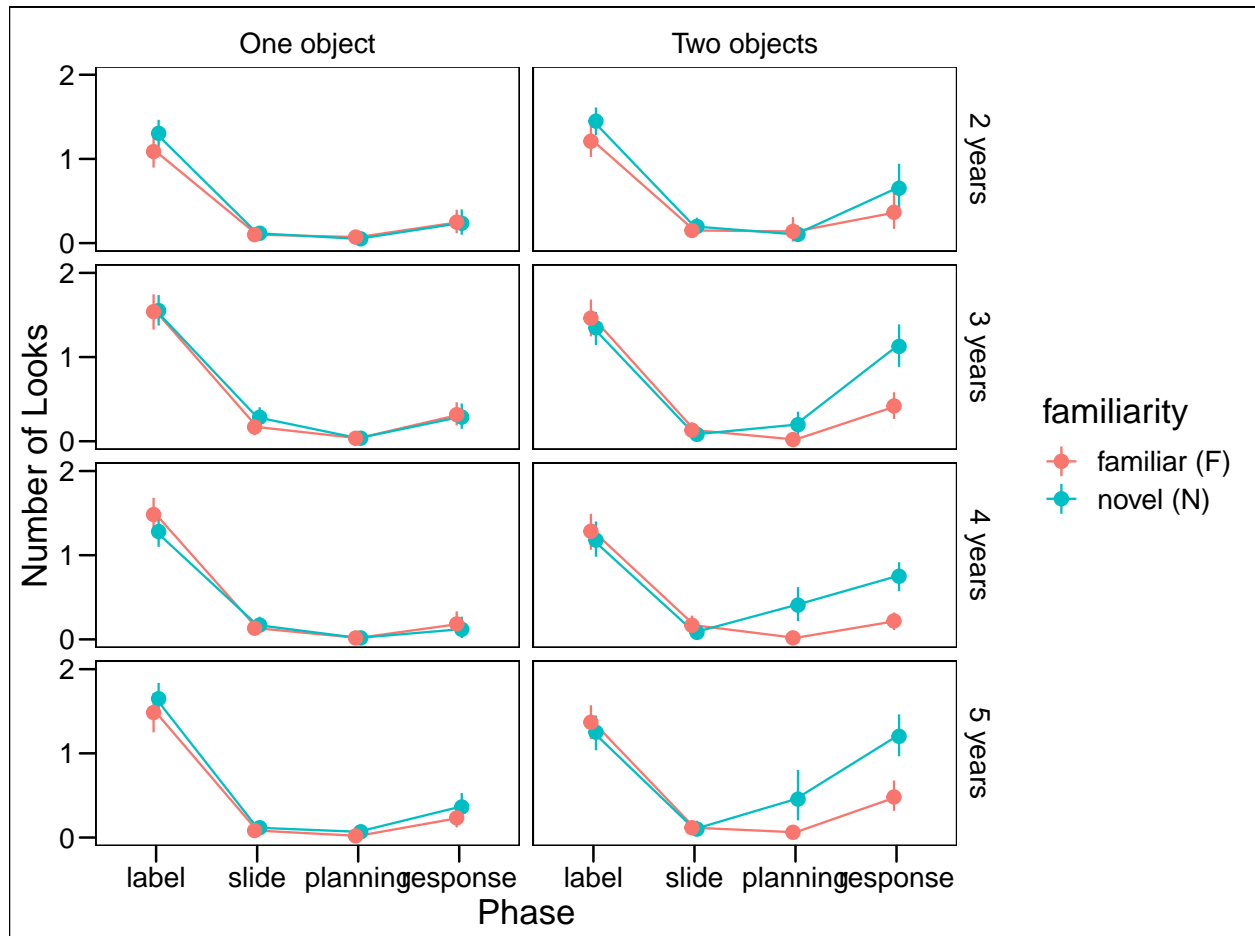 One object
Two objects
2
1
0
2 years
2
1
0
3 years
2
1
0
4 years
2
1
0
5 years
Number of Looks
label slide planning response
label slide planning response
Phase
familiarity
familiar (F)
novel (N)